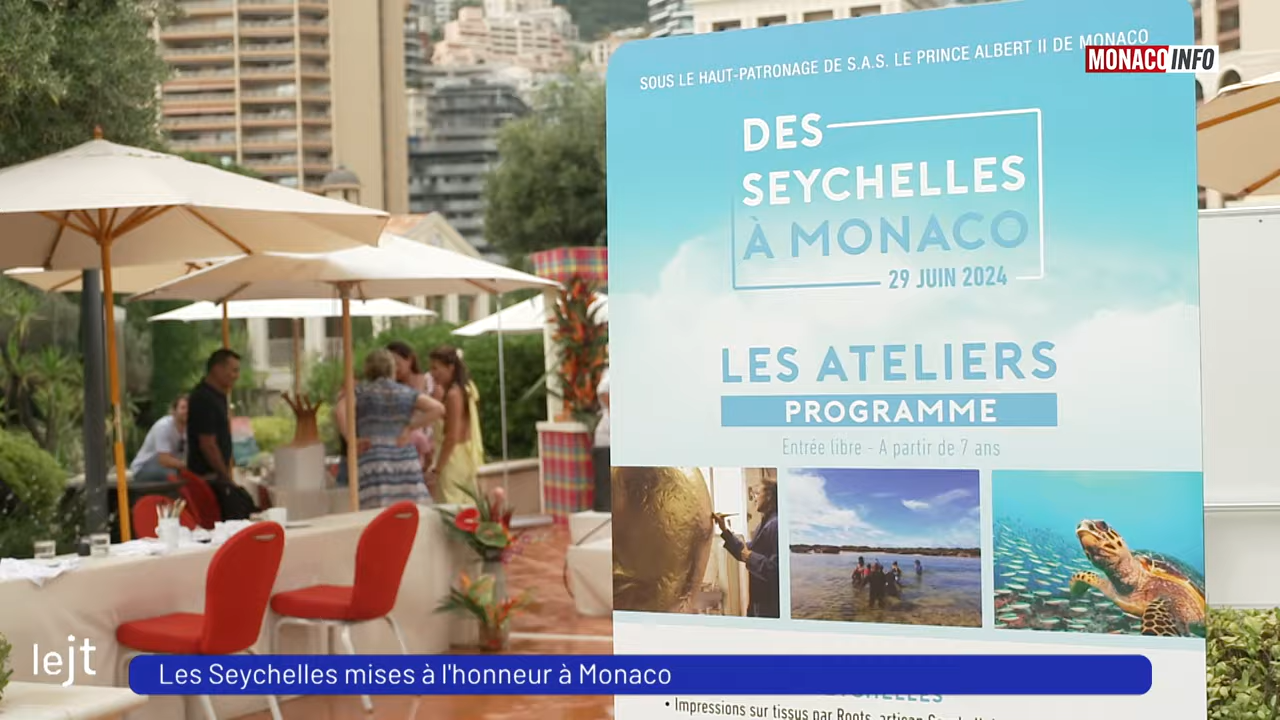 SOUS LE HAUT-PATRONAGE DE S.A.S. LE PRINCE ALBERT II DE MONACO
MONACO INFO
DES
SEYCHELLES
À MONACO
29 JUIN 2024
LES ATELIERS
PROGRAMME
Entrée libre - A partir de 7 ans
lejt
Les Seychelles mises à l'honneur à Monaco
• Impressions sur tissus par Roots, artisan